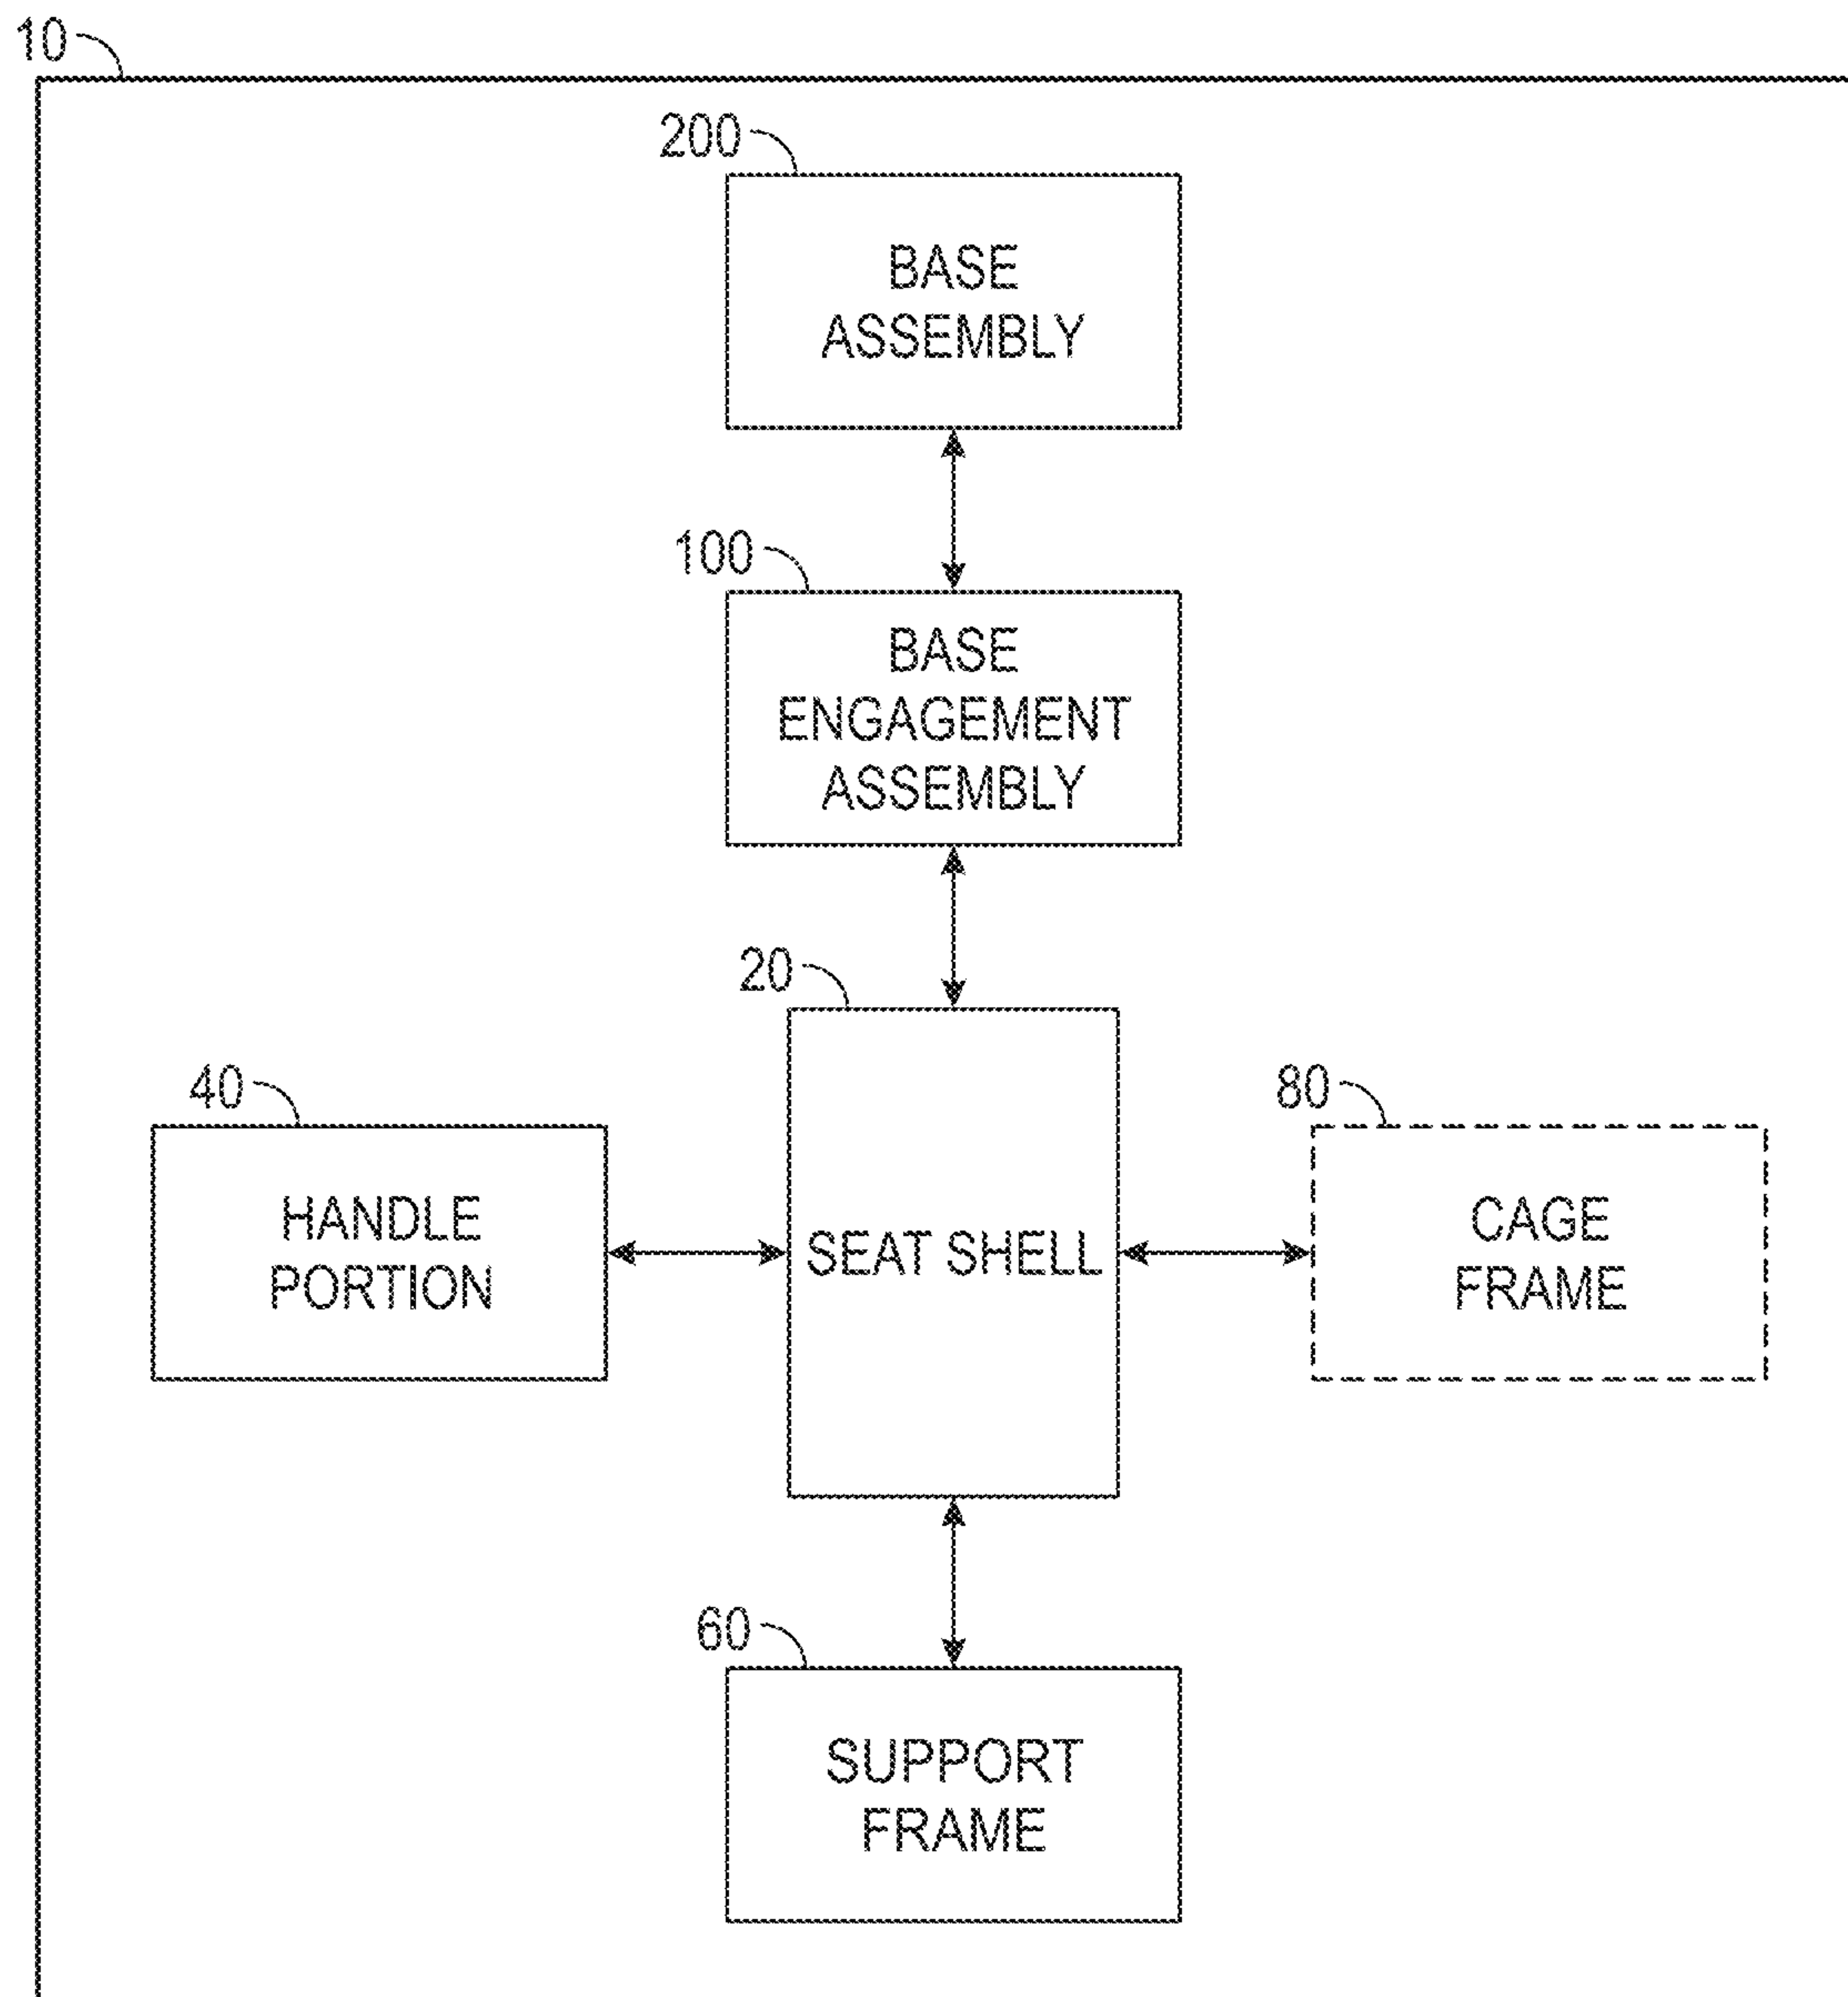 10
200
BASE
ASSEMBLY
100
BASE
ENGAGEMENT
ASSEMBLY
20
SEAT SHELL
40
HANDLE
PORTION
80
CAGE
FRAME
60
SUPPORT
FRAME